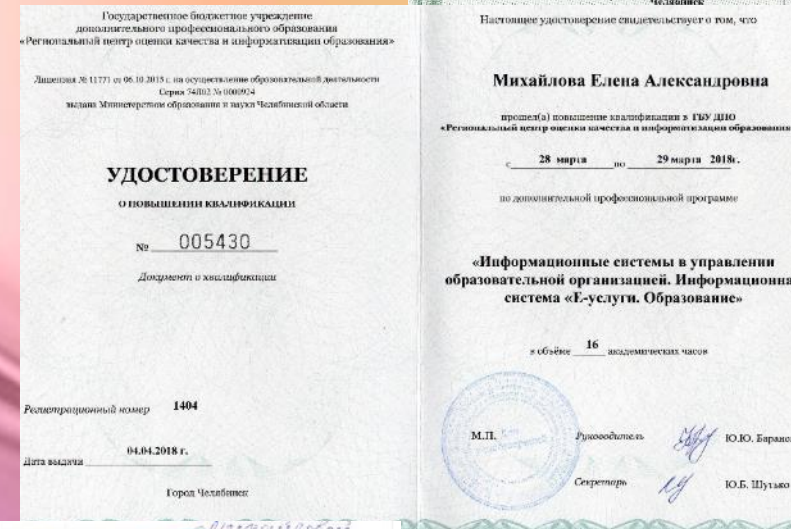 Государственное бюджетное учреждение
дополнительного профессионального образования
«Региональный центр оценки качества и информатизации образования»
Лицензия № 11771 от 06.10.2015 г. на осуществление образовательной деятельности
Серия 74Л02 № 0000924
выдана Министерством образования и науки Челябинской области
УДОСТОВЕРЕНИЕ
О ПОВЫШЕНИИ КВАЛИФИКАЦИИ
№ 005430
Документ о квалификации
Регистрационный номер 1404
Дата выдачи 04.04.2018 г.
Город Челябинск
Челябинск
Настоящее удостоверение свидетельствует о том, что
Михайлова Елена Александровна
прошел(а) повышение квалификации в ГБУ ДПО
«Региональный центр оценки качества и информатизации образования
с 28 марта по 29 марта 2018г.
по дополнительной профессиональной программе
«Информационные системы в управлении
образовательной организацией. Информационна
система «Е-услуги. Образование»
в объёме 16 академических часов
М.П. Руководитель Ю.Ю. Барано
Секретарь Ю.Б. Шутько